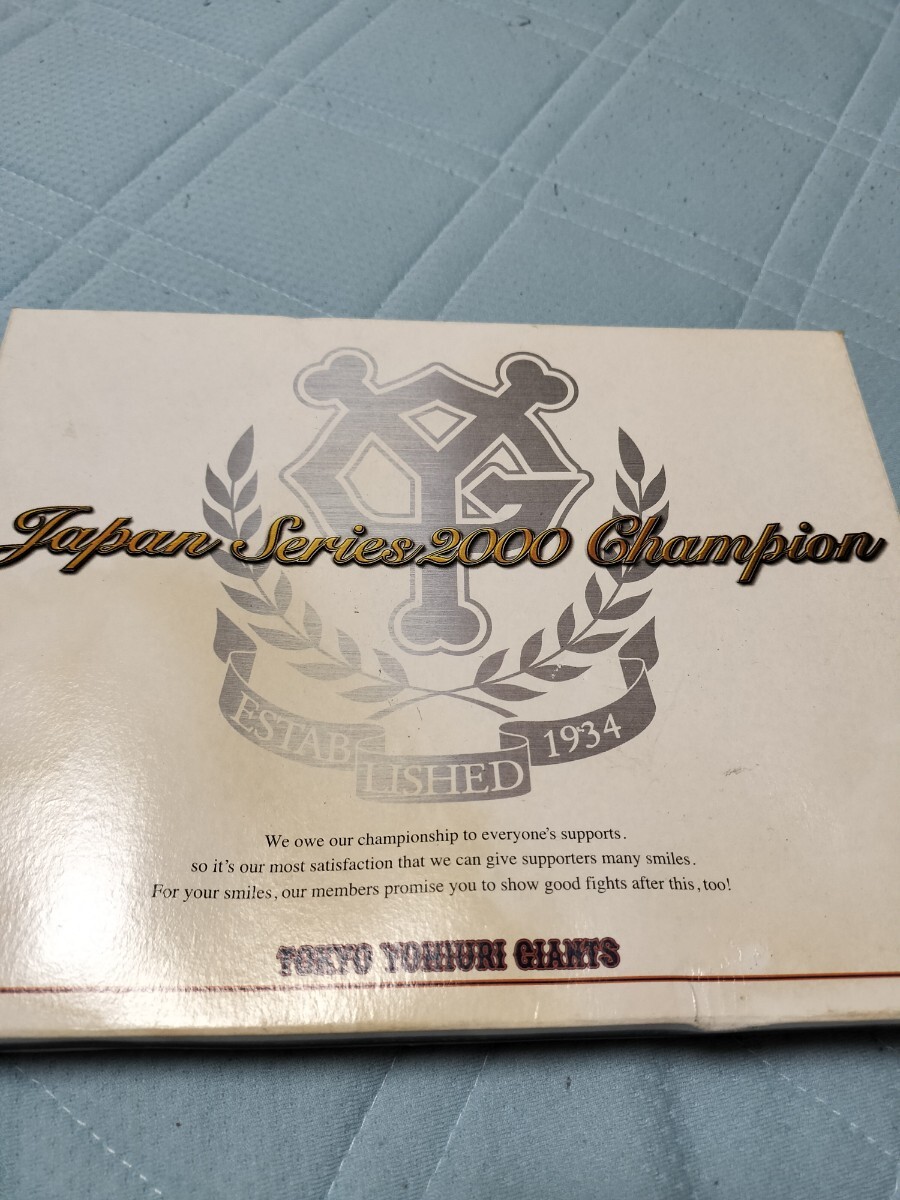 YG
Japan Series 2000 Champion
ESTABLISHED 1934
We owe our championship to everyone's supports.
so it's our most satisfaction that we can give supporters many smiles.
For your smiles, our members promise you to show good fights after this, too!
TOKYO YOMIURI GIANTS